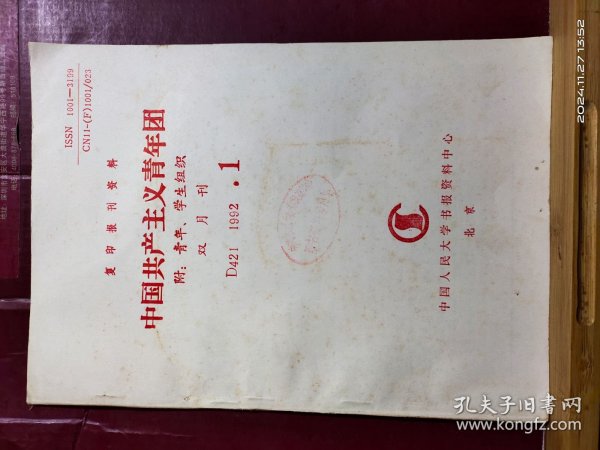 ISSN 1001—3199
CN11-(F)1001/023
复印报刊资料
中国共产主义青年团
附：青年、学生组织
双月刊
D421 1992 .1
中国人民大学书报资料中心
北京
2024.11.27 13:52
孔夫子旧书网
www.kongfz.com